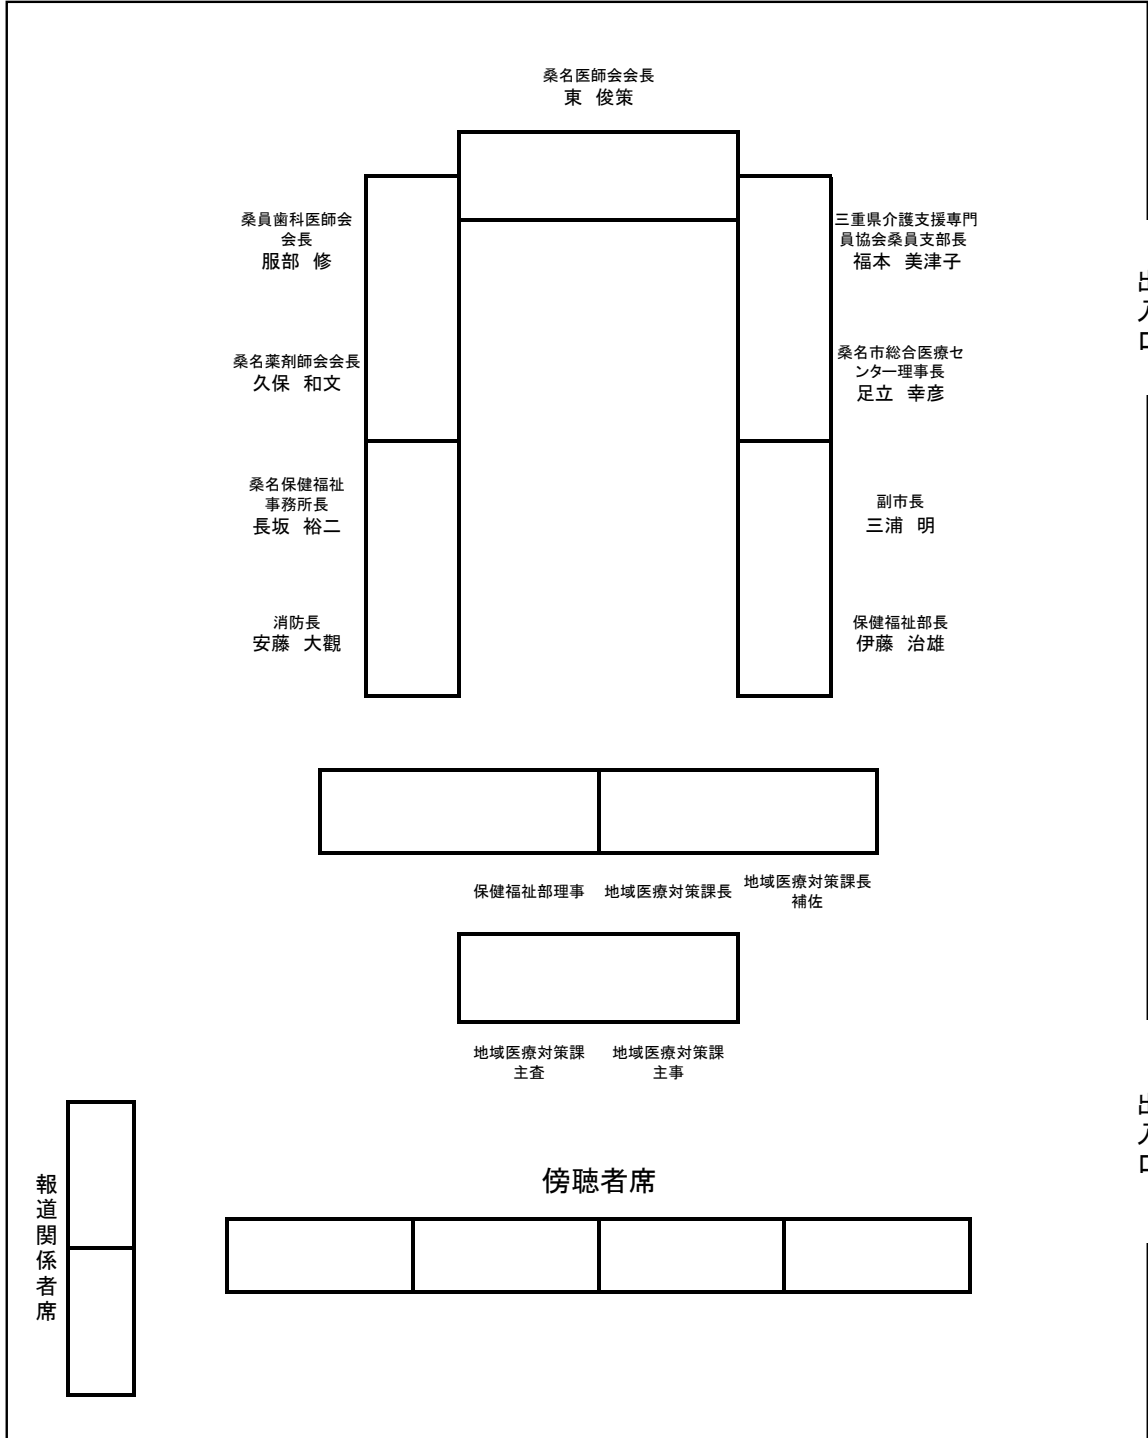 桑名医師会会長
東 俊策
桑員歯科医師会
会長
服部 修
三重県介護支援専門
員協会桑員支部長
福本 美津子
出入口
桑名薬剤師会会長
久保 和文
桑名市総合医療セ
ンター理事長
足立 幸彦
桑名保健福祉
事務所長
長坂 裕二
副市長
三浦 明
消防長
安藤 大觀
保健福祉部長
伊藤 治雄
保健福祉部理事
地域医療対策課長
地域医療対策課長
補佐
地域医療対策課
主査
地域医療対策課
主事
出入口
報道関係者席
傍聴者席